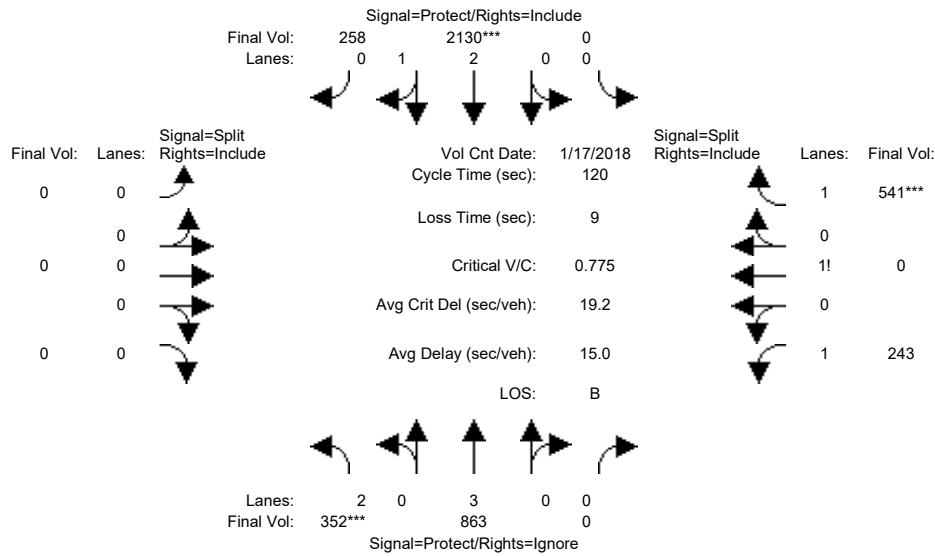 Signal=Protect/Rights=Include
Final Vol: 258 2130*** 0
Lanes: 0 1 2 0 0
Signal=Split
Final Vol: Lanes: Rights=Include
Vol Cnt Date: 1/17/2018
Signal=Split
Rights=Include Lanes: Final Vol:
Cycle Time (sec): 120
0 0
1 541***
Loss Time (sec): 9
0
0
0 0
Critical V/C: 0.775
1! 0
0
Avg Crit Del (sec/veh): 19.2
0
0 0
Avg Delay (sec/veh): 15.0
1 243
LOS: B
Lanes: 2 0 3 0 0
Final Vol: 352*** 863 0
Signal=Protect/Rights=Ignore